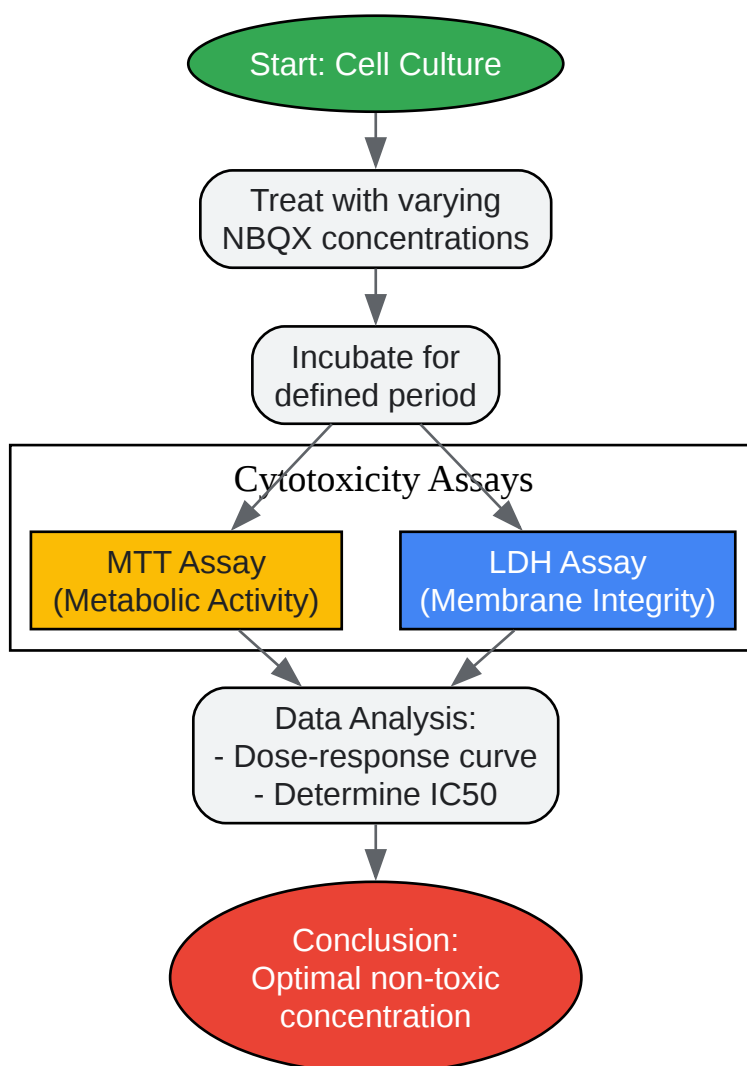 Start: Cell Culture
Treat with varying
NBQX concentrations
Incubate for
defined period
Cytotoxicity Assays
MTT Assay
(Metabolic Activity)
LDH Assay
(Membrane Integrity)
Data Analysis:
- Dose-response curve
- Determine IC50
Conclusion:
Optimal non-toxic
concentration